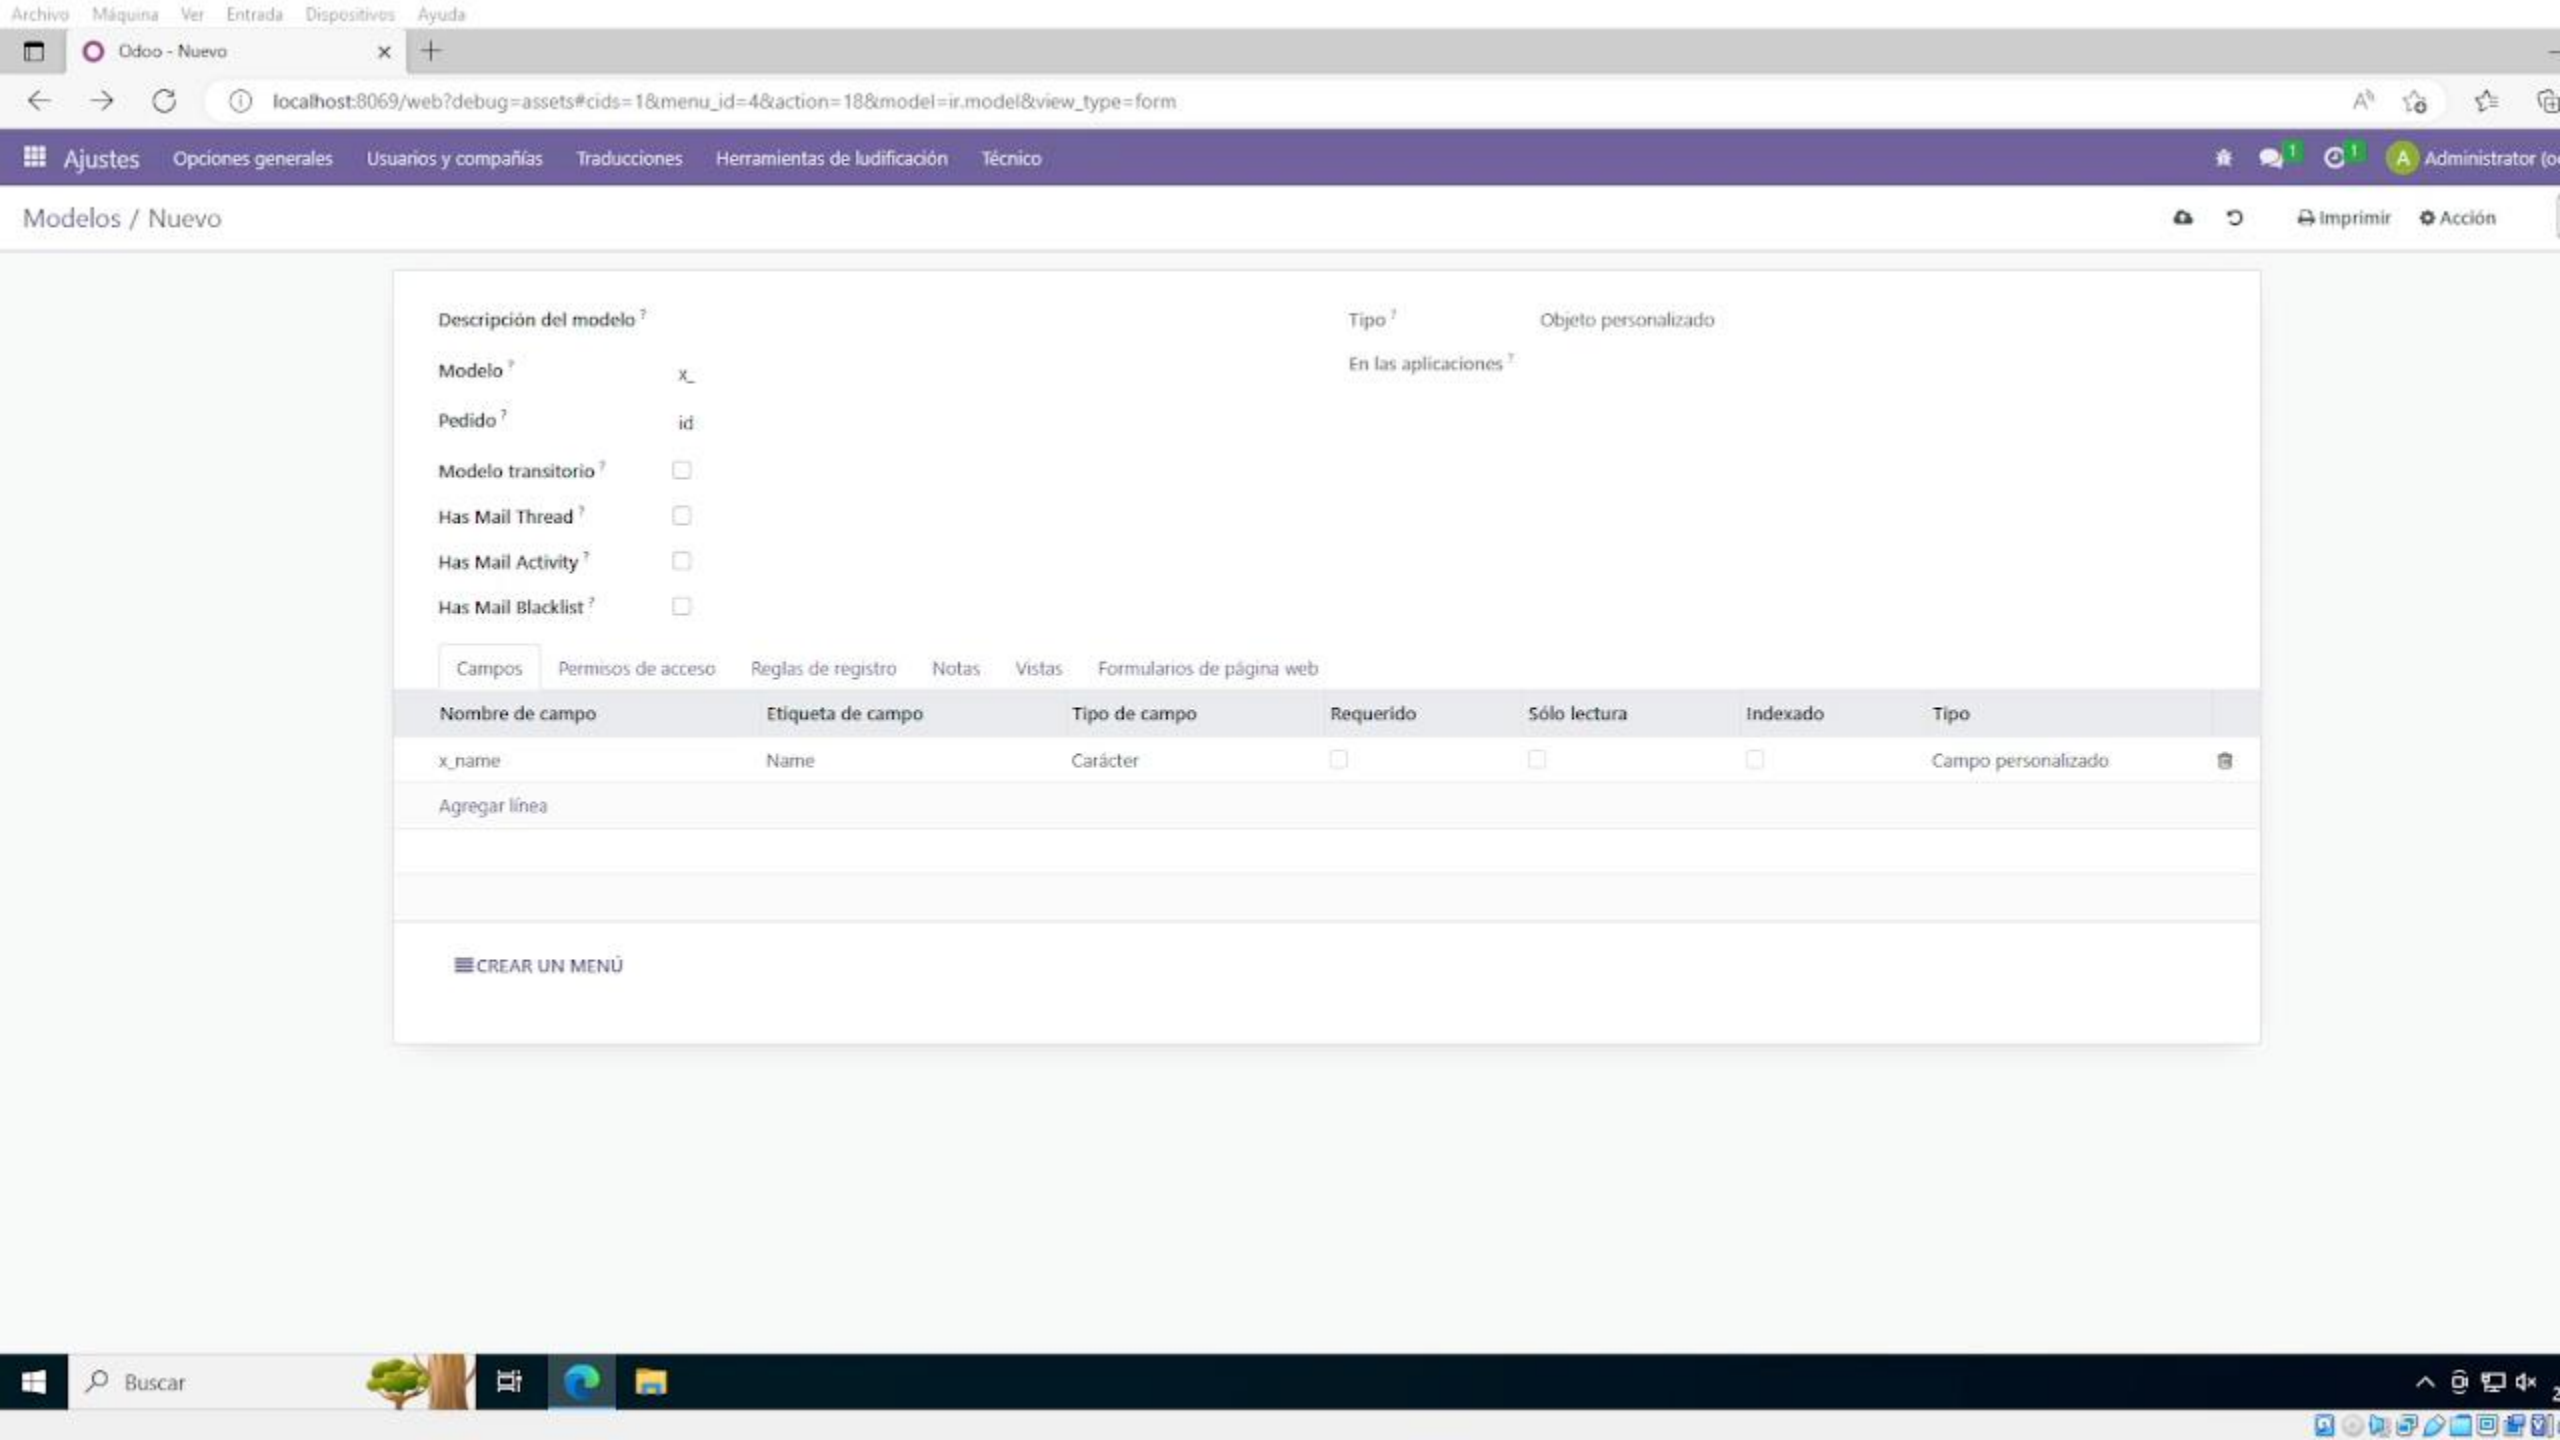 Archivo Máquina Ver Entrada Dispositivos Ayuda
Odoo - Nuevo
localhost:8069/web?debug=assets#cids=1&menu_id=4&action=18&model=ir.model&view_type=form
Ajustes Opciones generales Usuarios y compañías Traducciones Herramientas de ludificación Técnico 1 1 A Administrator (o
Modelos / Nuevo Imprimir Acción
Descripción del modelo ? Tipo ? Objeto personalizado
Modelo ? x_ En las aplicaciones ?
Pedido ? id
Modelo transitorio ?
Has Mail Thread ?
Has Mail Activity ?
Has Mail Blacklist ?
Campos Permisos de acceso Reglas de registro Notas Vistas Formularios de página web
Nombre de campo Etiqueta de campo Tipo de campo Requerido Sólo lectura Indexado Tipo
x_name Name Carácter Campo personalizado
Agregar línea
CREAR UN MENÚ
Buscar